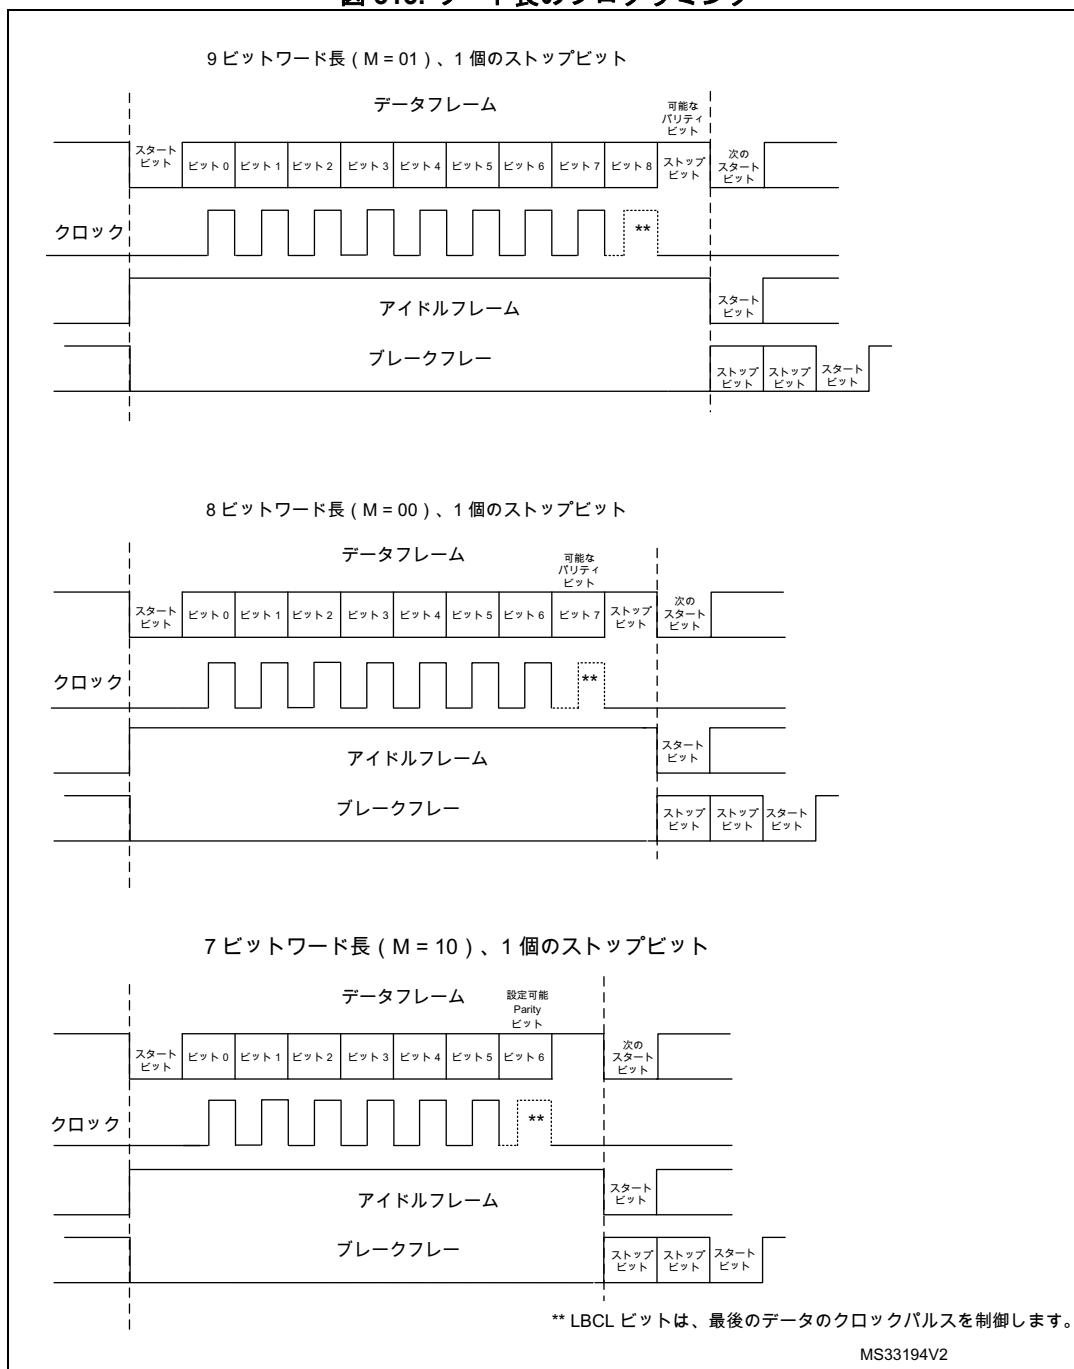 9 ビットワード長 ( M = 01 ) 、1 個のストップビット
データフレーム
可能な
パリティ
ビット
スタート
ビット
ビット 0
ビット 1
ビット 2
ビット 3
ビット 4
ビット 5
ビット 6
ビット 7
ビット 8
ストップ
ビット
次の
スタート
ビット
クロック
**
アイドルフレーム
スタート
ビット
ブレークフレー
ストップ
ビット
ストップ
ビット
スタート
ビット
8 ビットワード長 ( M = 00 ) 、1 個のストップビット
データフレーム
可能な
パリティ
ビット
スタート
ビット
ビット 0
ビット 1
ビット 2
ビット 3
ビット 4
ビット 5
ビット 6
ビット 7
ストップ
ビット
次の
スタート
ビット
クロック
**
アイドルフレーム
スタート
ビット
ブレークフレー
ストップ
ビット
ストップ
ビット
スタート
ビット
7 ビットワード長 ( M = 10 ) 、1 個のストップビット
データフレーム
設定可能
Parity
ビット
スタート
ビット
ビット 0
ビット 1
ビット 2
ビット 3
ビット 4
ビット 5
ビット 6
次の
スタート
ビット
クロック
**
アイドルフレーム
スタート
ビット
ブレークフレー
ストップ
ビット
ストップ
ビット
スタート
ビット
** LBCL ビットは、最後のデータのクロックパルスを制御します。
MS33194V2